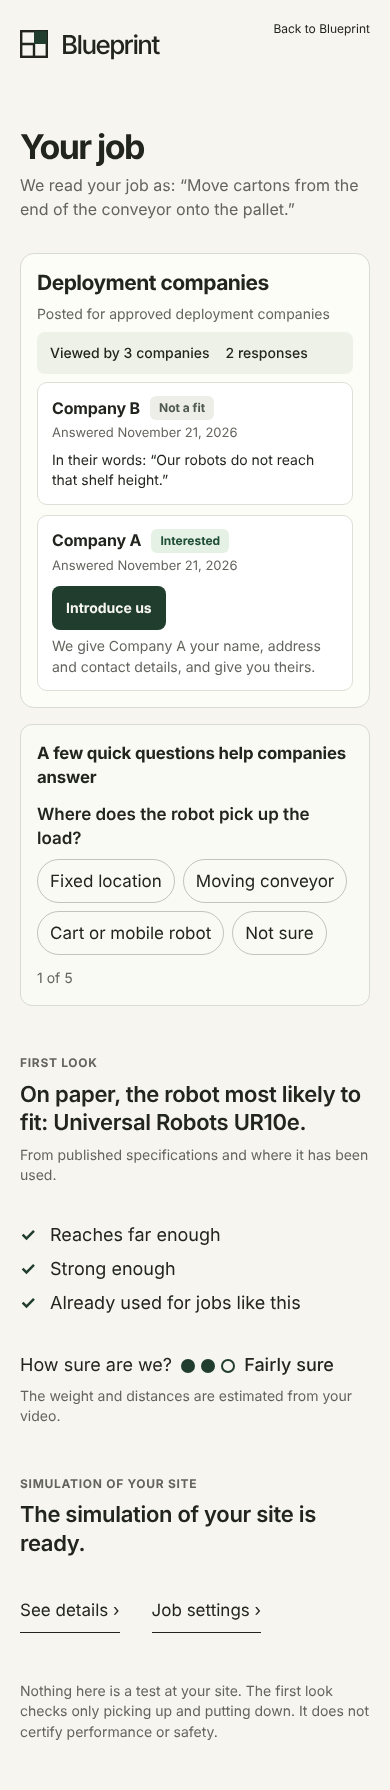 Blueprint
Back to Blueprint
Your job
We read your job as: “Move cartons from the
end of the conveyor onto the pallet.”
Deployment companies
Posted for approved deployment companies
Viewed by 3 companies 2 responses
Company B Not a fit
Answered November 21, 2026
In their words: “Our robots do not reach
that shelf height.”
Company A Interested
Answered November 21, 2026
Introduce us
We give Company A your name, address
and contact details, and give you theirs.
A few quick questions help companies
answer
Where does the robot pick up the
load?
Fixed location Moving conveyor
Cart or mobile robot Not sure
1 of 5
FIRST LOOK
On paper, the robot most likely to
fit: Universal Robots UR10e.
From published specifications and where it has been
used.
✓ Reaches far enough
✓ Strong enough
✓ Already used for jobs like this
How sure are we? Fairly sure
The weight and distances are estimated from your
video.
SIMULATION OF YOUR SITE
The simulation of your site is
ready.
See details › Job settings ›
Nothing here is a test at your site. The first look
checks only picking up and putting down. It does not
certify performance or safety.